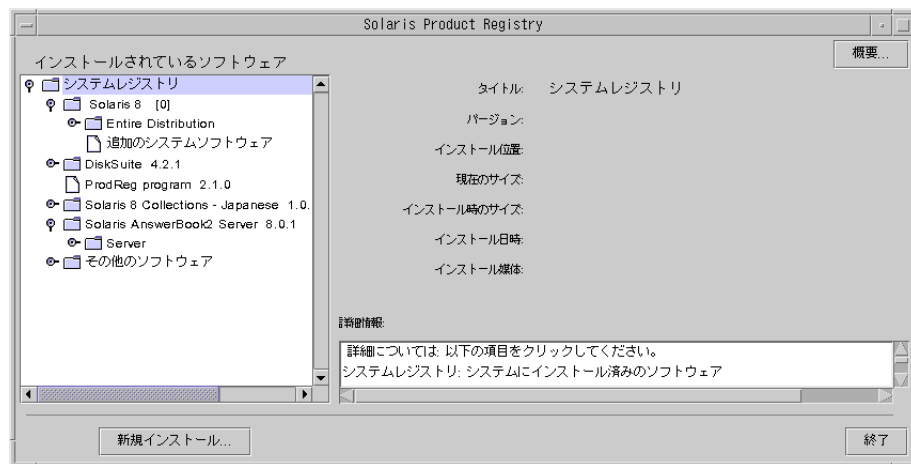 Solaris Product Registry
概要...
インストールされているソフトウェア
システムレジストリ
Solaris 8 [0]
Entire Distribution
追加のシステムソフトウェア
DiskSuite 4.2.1
ProdReg program 2.1.0
Solaris 8 Collections - Japanese 1.0.
Solaris AnswerBook2 Server 8.0.1
Server
その他のソフトウェア
タイトル: システムレジストリ
バージョン:
インストール位置:
現在のサイズ:
インストール時のサイズ:
インストール日時:
インストール媒体:
詳細情報:
詳細については: 以下の項目をクリックしてください。
システムレジストリ: システムにインストール済みのソフトウェア
新規インストール...
終了